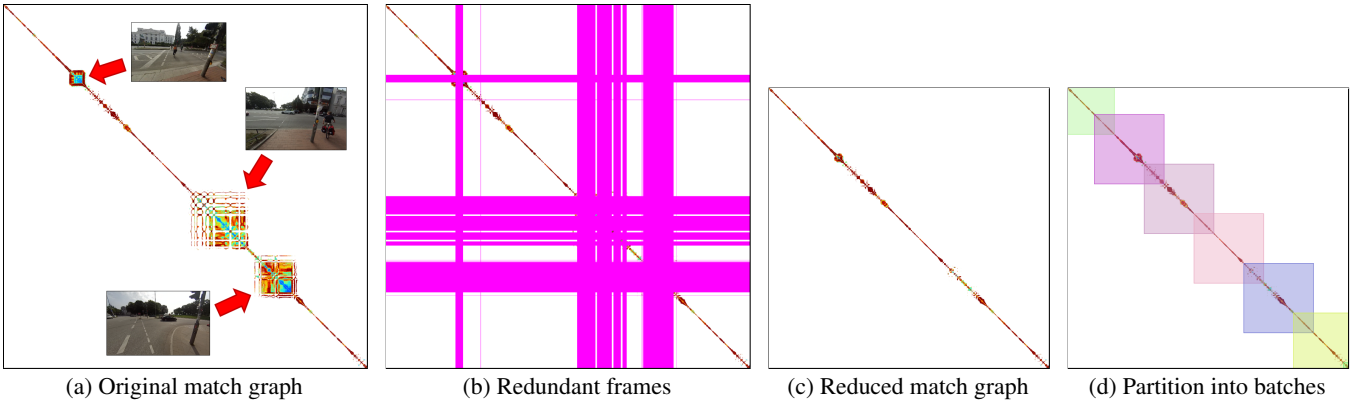 (a) Original match graph
(b) Redundant frames
(c) Reduced match graph
(d) Partition into batches